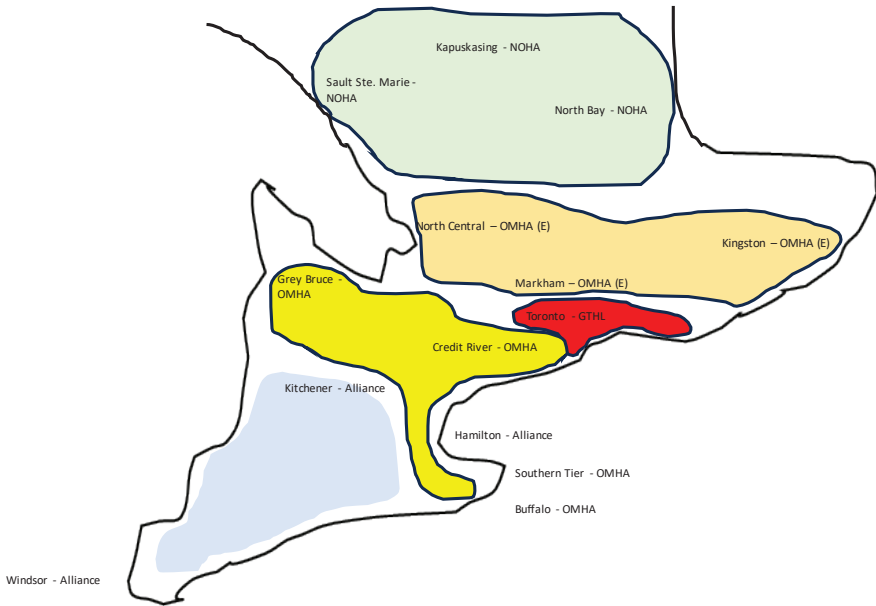 Kapuskasing - NOHA
Sault Ste. Marie -
NOHA
North Bay - NOHA
North Central – OMHA (E)
Kingston – OMHA (E)
Grey Bruce -
OMHA
Markham – OMHA (E)
Toronto - GTHL
Credit River - OMHA
Kitchener - Alliance
Hamilton - Alliance
Southern Tier - OMHA
Buffalo - OMHA
Windsor - Alliance